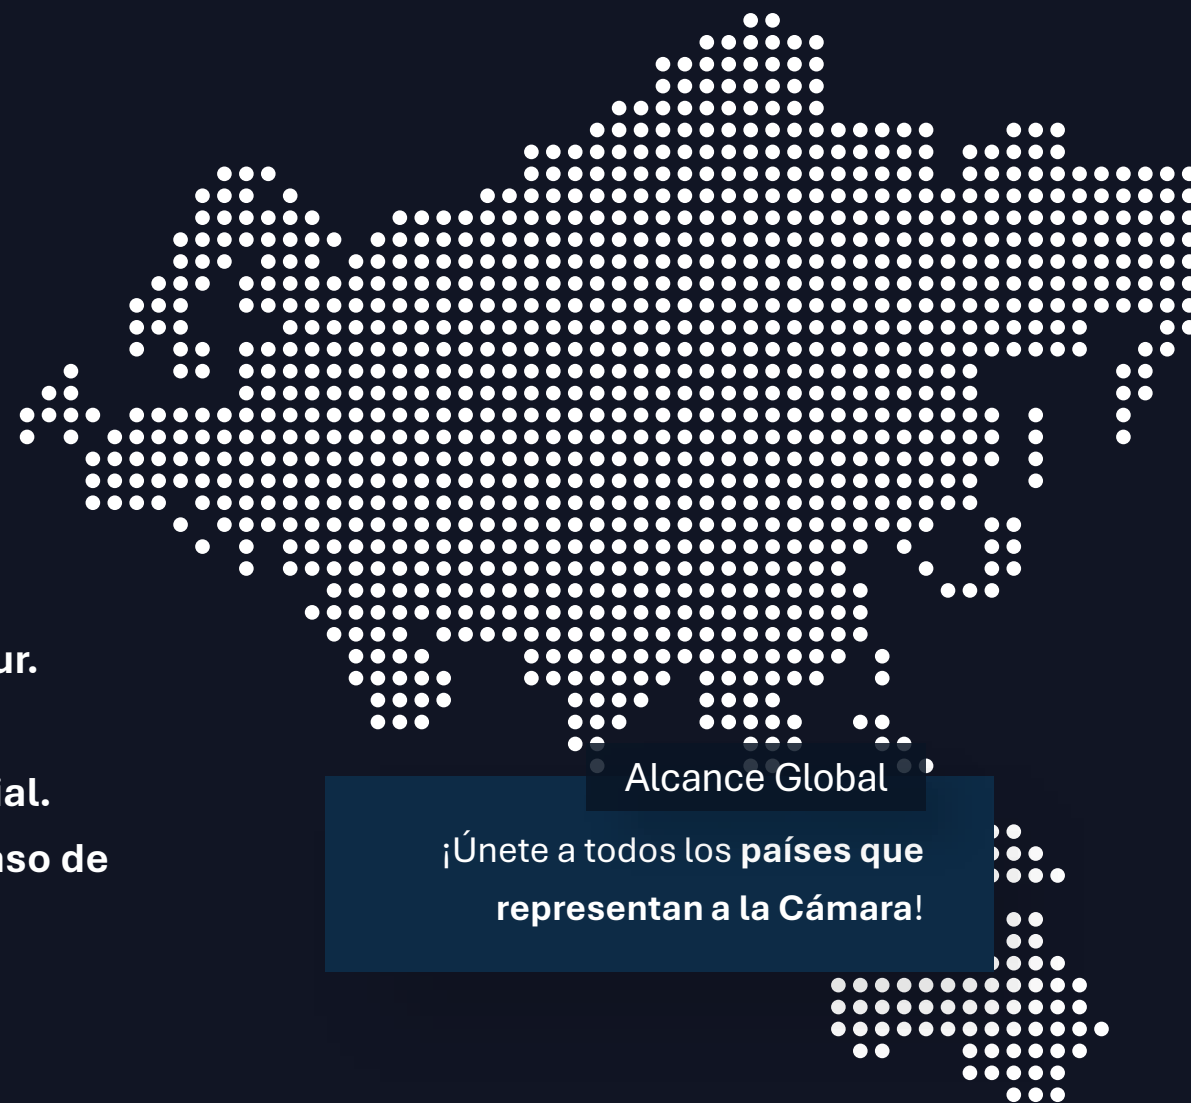 ur.
ial.
nso de
Alcance Global
¡Únete a todos los países que
representan a la Cámara!